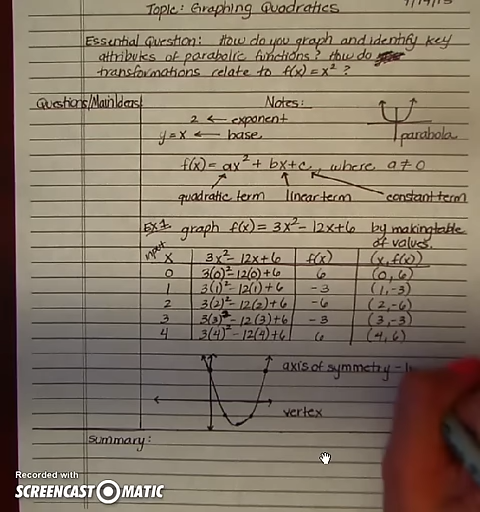 Topic: Graphing Quadratics
Essential Question: How do you graph and identify key
attributes of parabolic functions? How do
transformations relate to f(x) = x² ?
Questions/Main Ideas
Notes:
2 ← exponent
y = x ← base
parabola
f(x) = ax² + bx + c, where a ≠ 0
quadratic term linear term constant term
EX 1 graph f(x) = 3x² - 12x + 6 by making table
of values.
input
x 3x² - 12x + 6 f(x) (x, f(x))
0 3(0)² - 12(0) + 6 6 (0, 6)
1 3(1)² - 12(1) + 6 -3 (1, -3)
2 3(2)² - 12(2) + 6 -6 (2, -6)
3 3(3)² - 12(3) + 6 -3 (3, -3)
4 3(4)² - 12(4) + 6 6 (4, 6)
axis of symmetry -
vertex
Summary:
Recorded with
SCREENCAST O MATIC